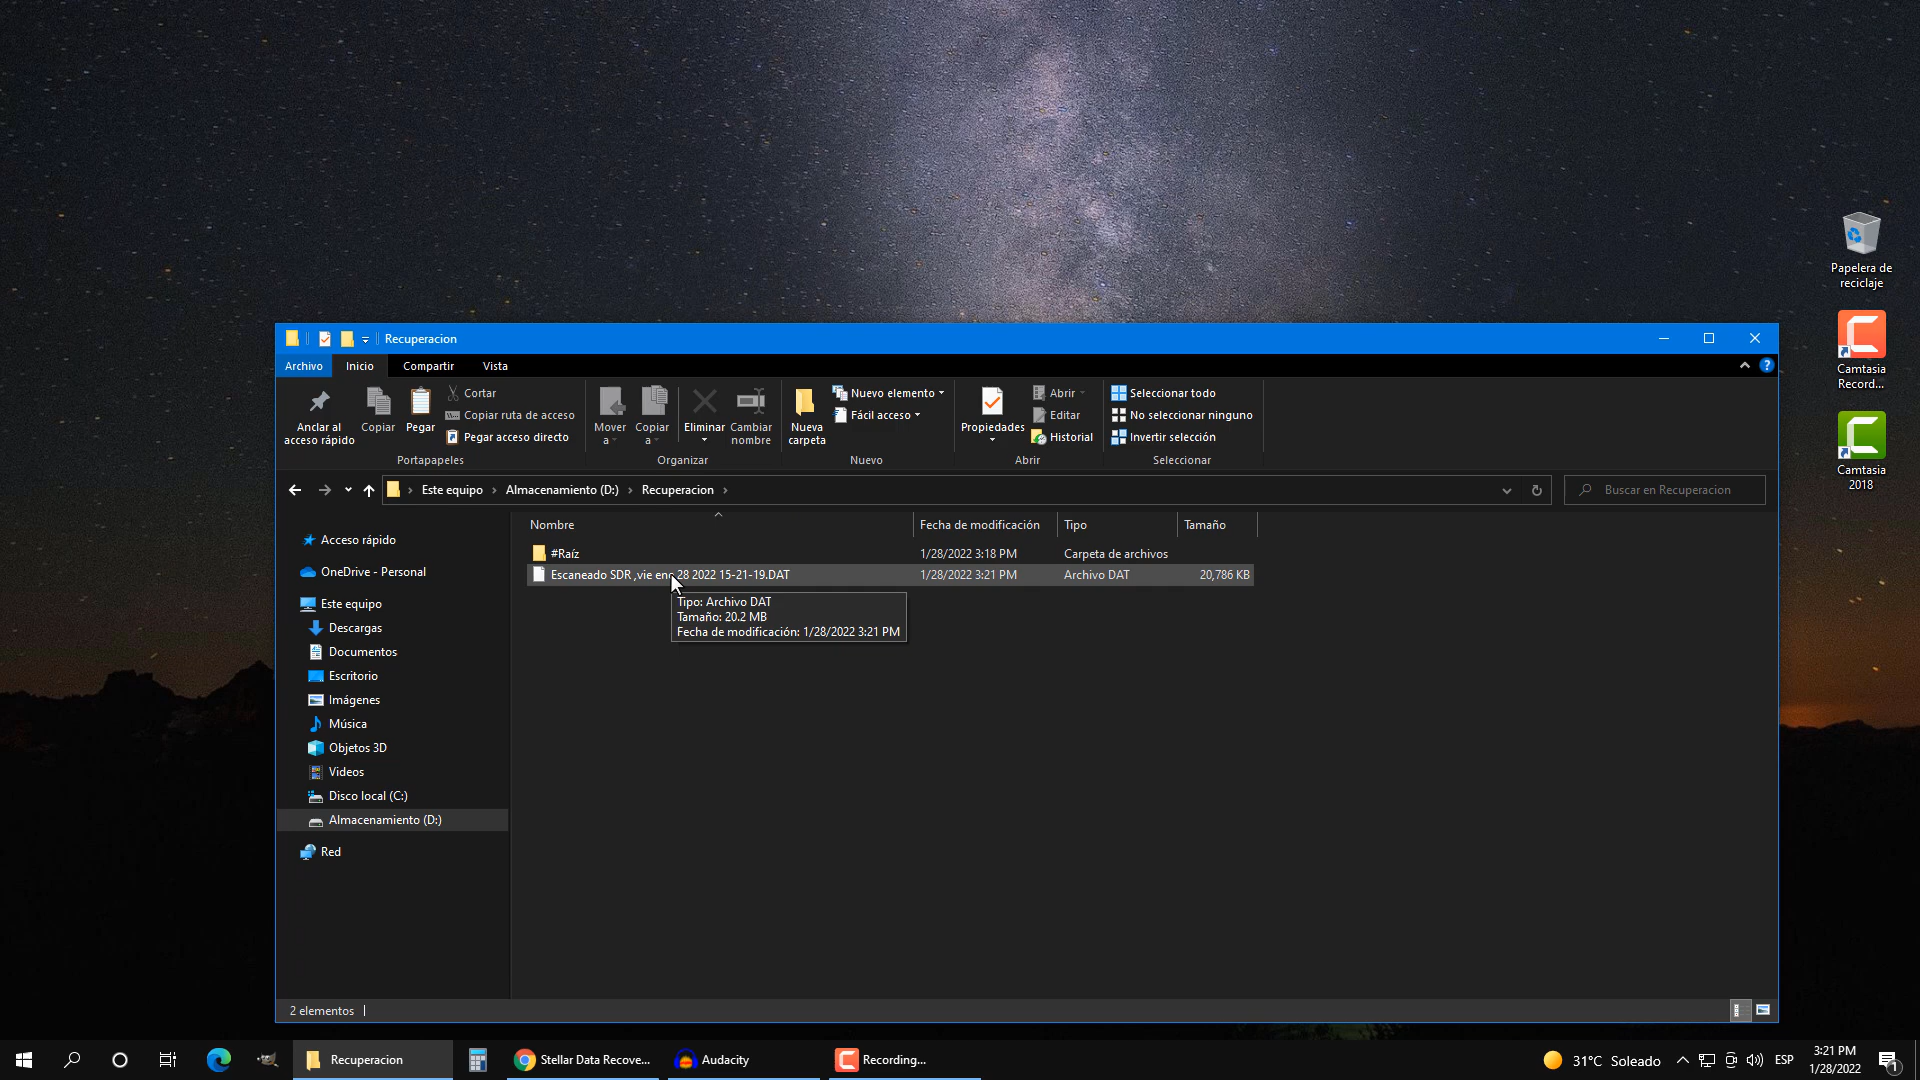 Papelera de
reciclaje
Camtasia
Record...
Camtasia
2018
Recuperacion
Archivo
Inicio
Compartir
Vista
Anclar al
acceso rápido
Copiar
Pegar
Cortar
Copiar ruta de acceso
Pegar acceso directo
Portapapeles
Mover
a
Copiar
a
Eliminar
Cambiar
nombre
Organizar
Nueva
carpeta
Nuevo elemento
Fácil acceso
Nuevo
Propiedades
Abrir
Editar
Historial
Abrir
Seleccionar todo
No seleccionar ninguno
Invertir selección
Seleccionar
Este equipo > Almacenamiento (D:) > Recuperacion >
Buscar en Recuperacion
Nombre
Fecha de modificación
Tipo
Tamaño
#Raíz
1/28/2022 3:18 PM
Carpeta de archivos
Escaneado SDR ,vie ene 28 2022 15-21-19.DAT
1/28/2022 3:21 PM
Archivo DAT
20,786 KB
Tipo: Archivo DAT
Tamaño: 20.2 MB
Fecha de modificación: 1/28/2022 3:21 PM
Acceso rápido
OneDrive - Personal
Este equipo
Descargas
Documentos
Escritorio
Imágenes
Música
Objetos 3D
Videos
Disco local (C:)
Almacenamiento (D:)
Red
2 elementos
Recuperacion
Stellar Data Recove...
Audacity
Recording...
31°C Soleado
ESP
3:21 PM
1/28/2022
1